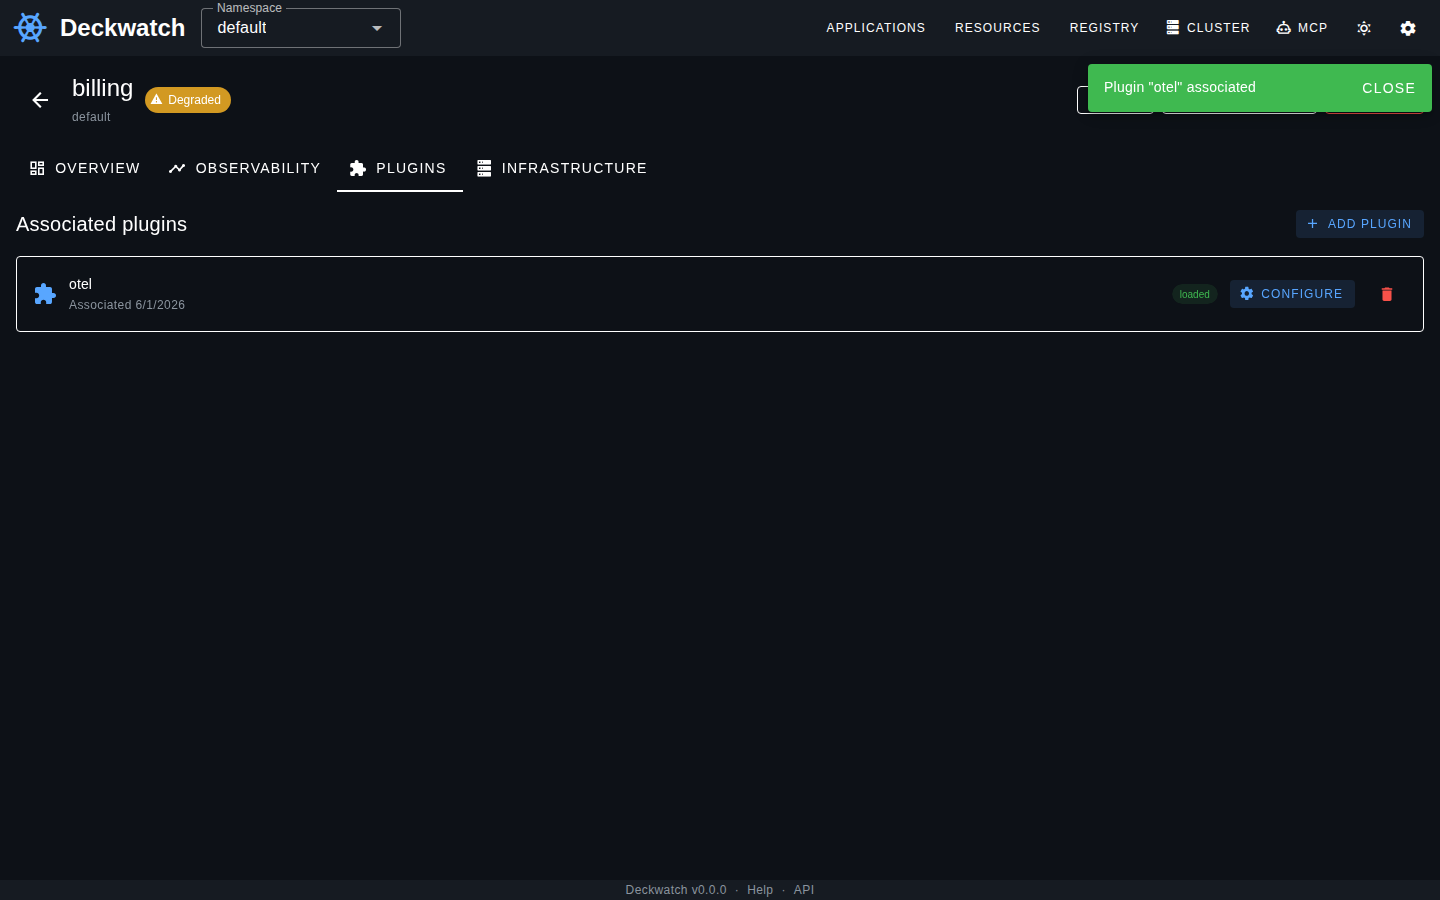 Deckwatch
Namespace
default
APPLICATIONS
RESOURCES
REGISTRY
CLUSTER
MCP
billing
default
Degraded
Plugin "otel" associated
CLOSE
OVERVIEW
OBSERVABILITY
PLUGINS
INFRASTRUCTURE
Associated plugins
ADD PLUGIN
otel
Associated 6/1/2026
loaded
CONFIGURE
Deckwatch v0.0.0 · Help · API